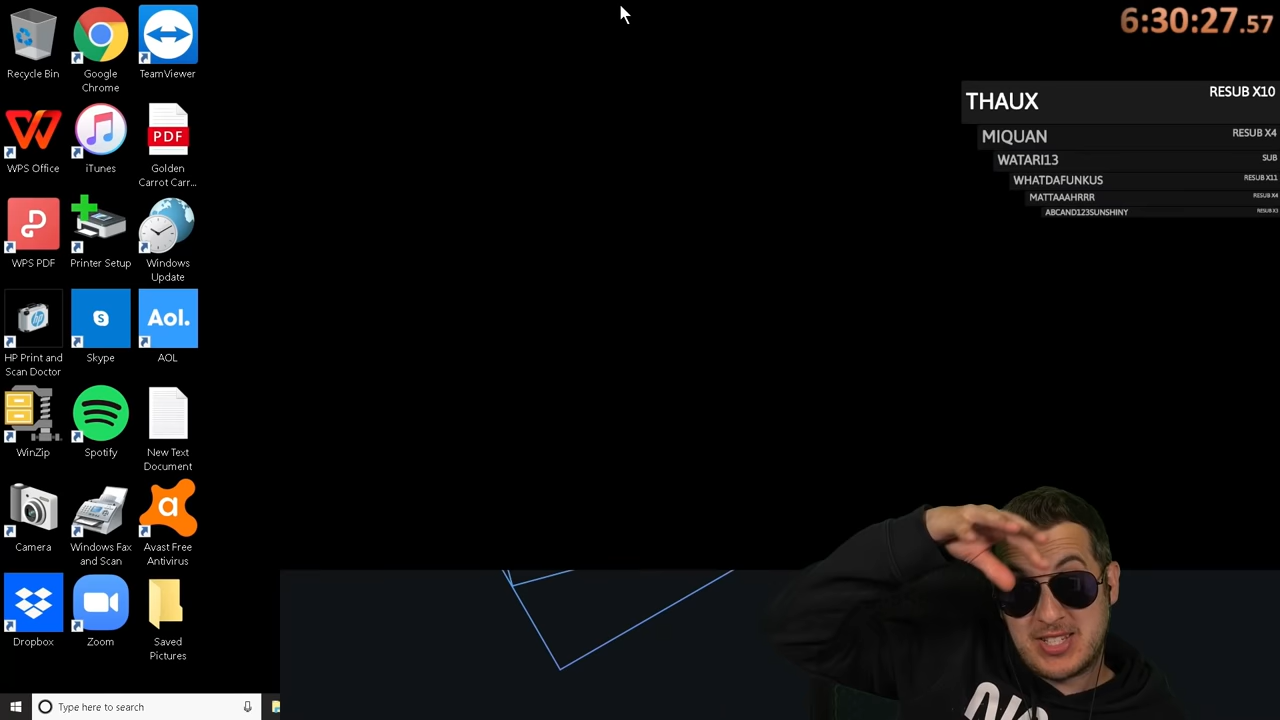 6:30:27.57
THAUX RESUB X10
MIQUAN RESUB X4
WATARI13 SUB
WHATDAFUNKUS RESUB X11
MATTAAAHRRR RESUB X4
ABCAND123SUNSHINY
Recycle Bin
Google
Chrome
TeamViewer
WPS Office
iTunes
PDF
Golden
Carrot Carr...
WPS PDF
Printer Setup
Windows
Update
HP Print and
Scan Doctor
Skype
Aol.
AOL
WinZip
Spotify
New Text
Document
Camera
Windows Fax
and Scan
Avast Free
Antivirus
Dropbox
Zoom
Saved
Pictures
Type here to search